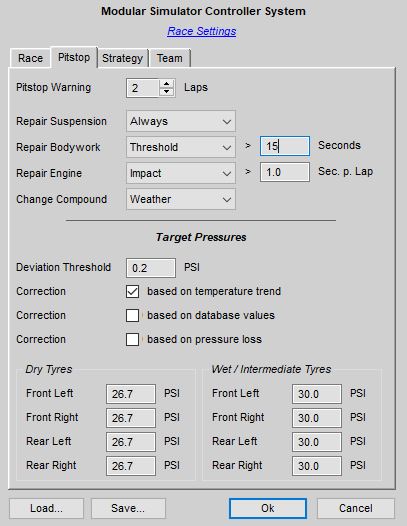 Modular Simulator Controller System
Race Settings
Race Pitstop Strategy Team
Pitstop Warning 2 Laps
Repair Suspension Always
Repair Bodywork Threshold > 15 Seconds
Repair Engine Impact > 1.0 Sec. p. Lap
Change Compound Weather
Target Pressures
Deviation Threshold 0.2 PSI
Correction based on temperature trend
Correction based on database values
Correction based on pressure loss
Dry Tyres Wet / Intermediate Tyres
Front Left 26.7 PSI Front Left 30.0 PSI
Front Right 26.7 PSI Front Right 30.0 PSI
Rear Left 26.7 PSI Rear Left 30.0 PSI
Rear Right 26.7 PSI Rear Right 30.0 PSI
Load... Save... Ok Cancel